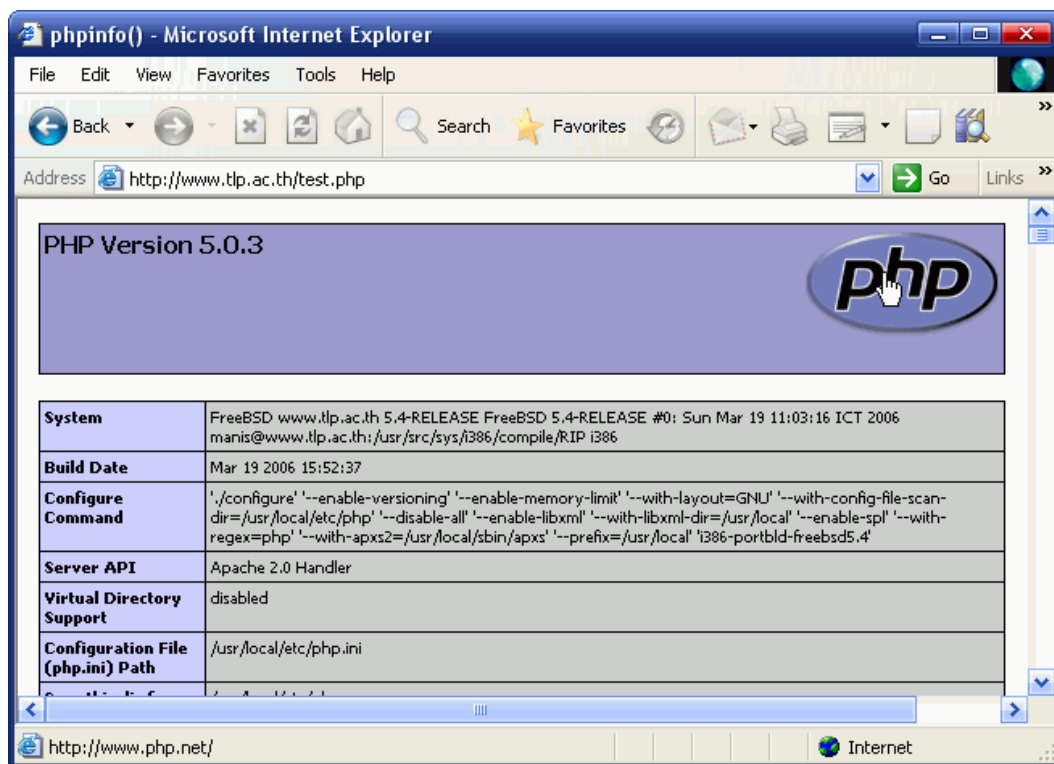 phpinfo() - Microsoft Internet Explorer
File Edit View Favorites Tools Help
Back Search Favorites
Address http://www.tlp.ac.th/test.php Go Links
PHP Version 5.0.3
php
System FreeBSD www.tlp.ac.th 5.4-RELEASE FreeBSD 5.4-RELEASE #0: Sun Mar 19 11:03:16 ICT 2006
manis@www.tlp.ac.th:/usr/src/sys/i386/compile/RIP i386
Build Date Mar 19 2006 15:52:37
Configure './configure' '--enable-versioning' '--enable-memory-limit' '--with-layout=GNU' '--with-config-file-scan-
Command dir=/usr/local/etc/php' '--disable-all' '--enable-libxml' '--with-libxml-dir=/usr/local' '--enable-spl' '--with-
regex=php' '--with-apxs2=/usr/local/sbin/apxs' '--prefix=/usr/local' 'i386-portbld-freebsd5.4'
Server API Apache 2.0 Handler
Virtual Directory disabled
Support
Configuration File /usr/local/etc/php.ini
(php.ini) Path
http://www.php.net/ Internet